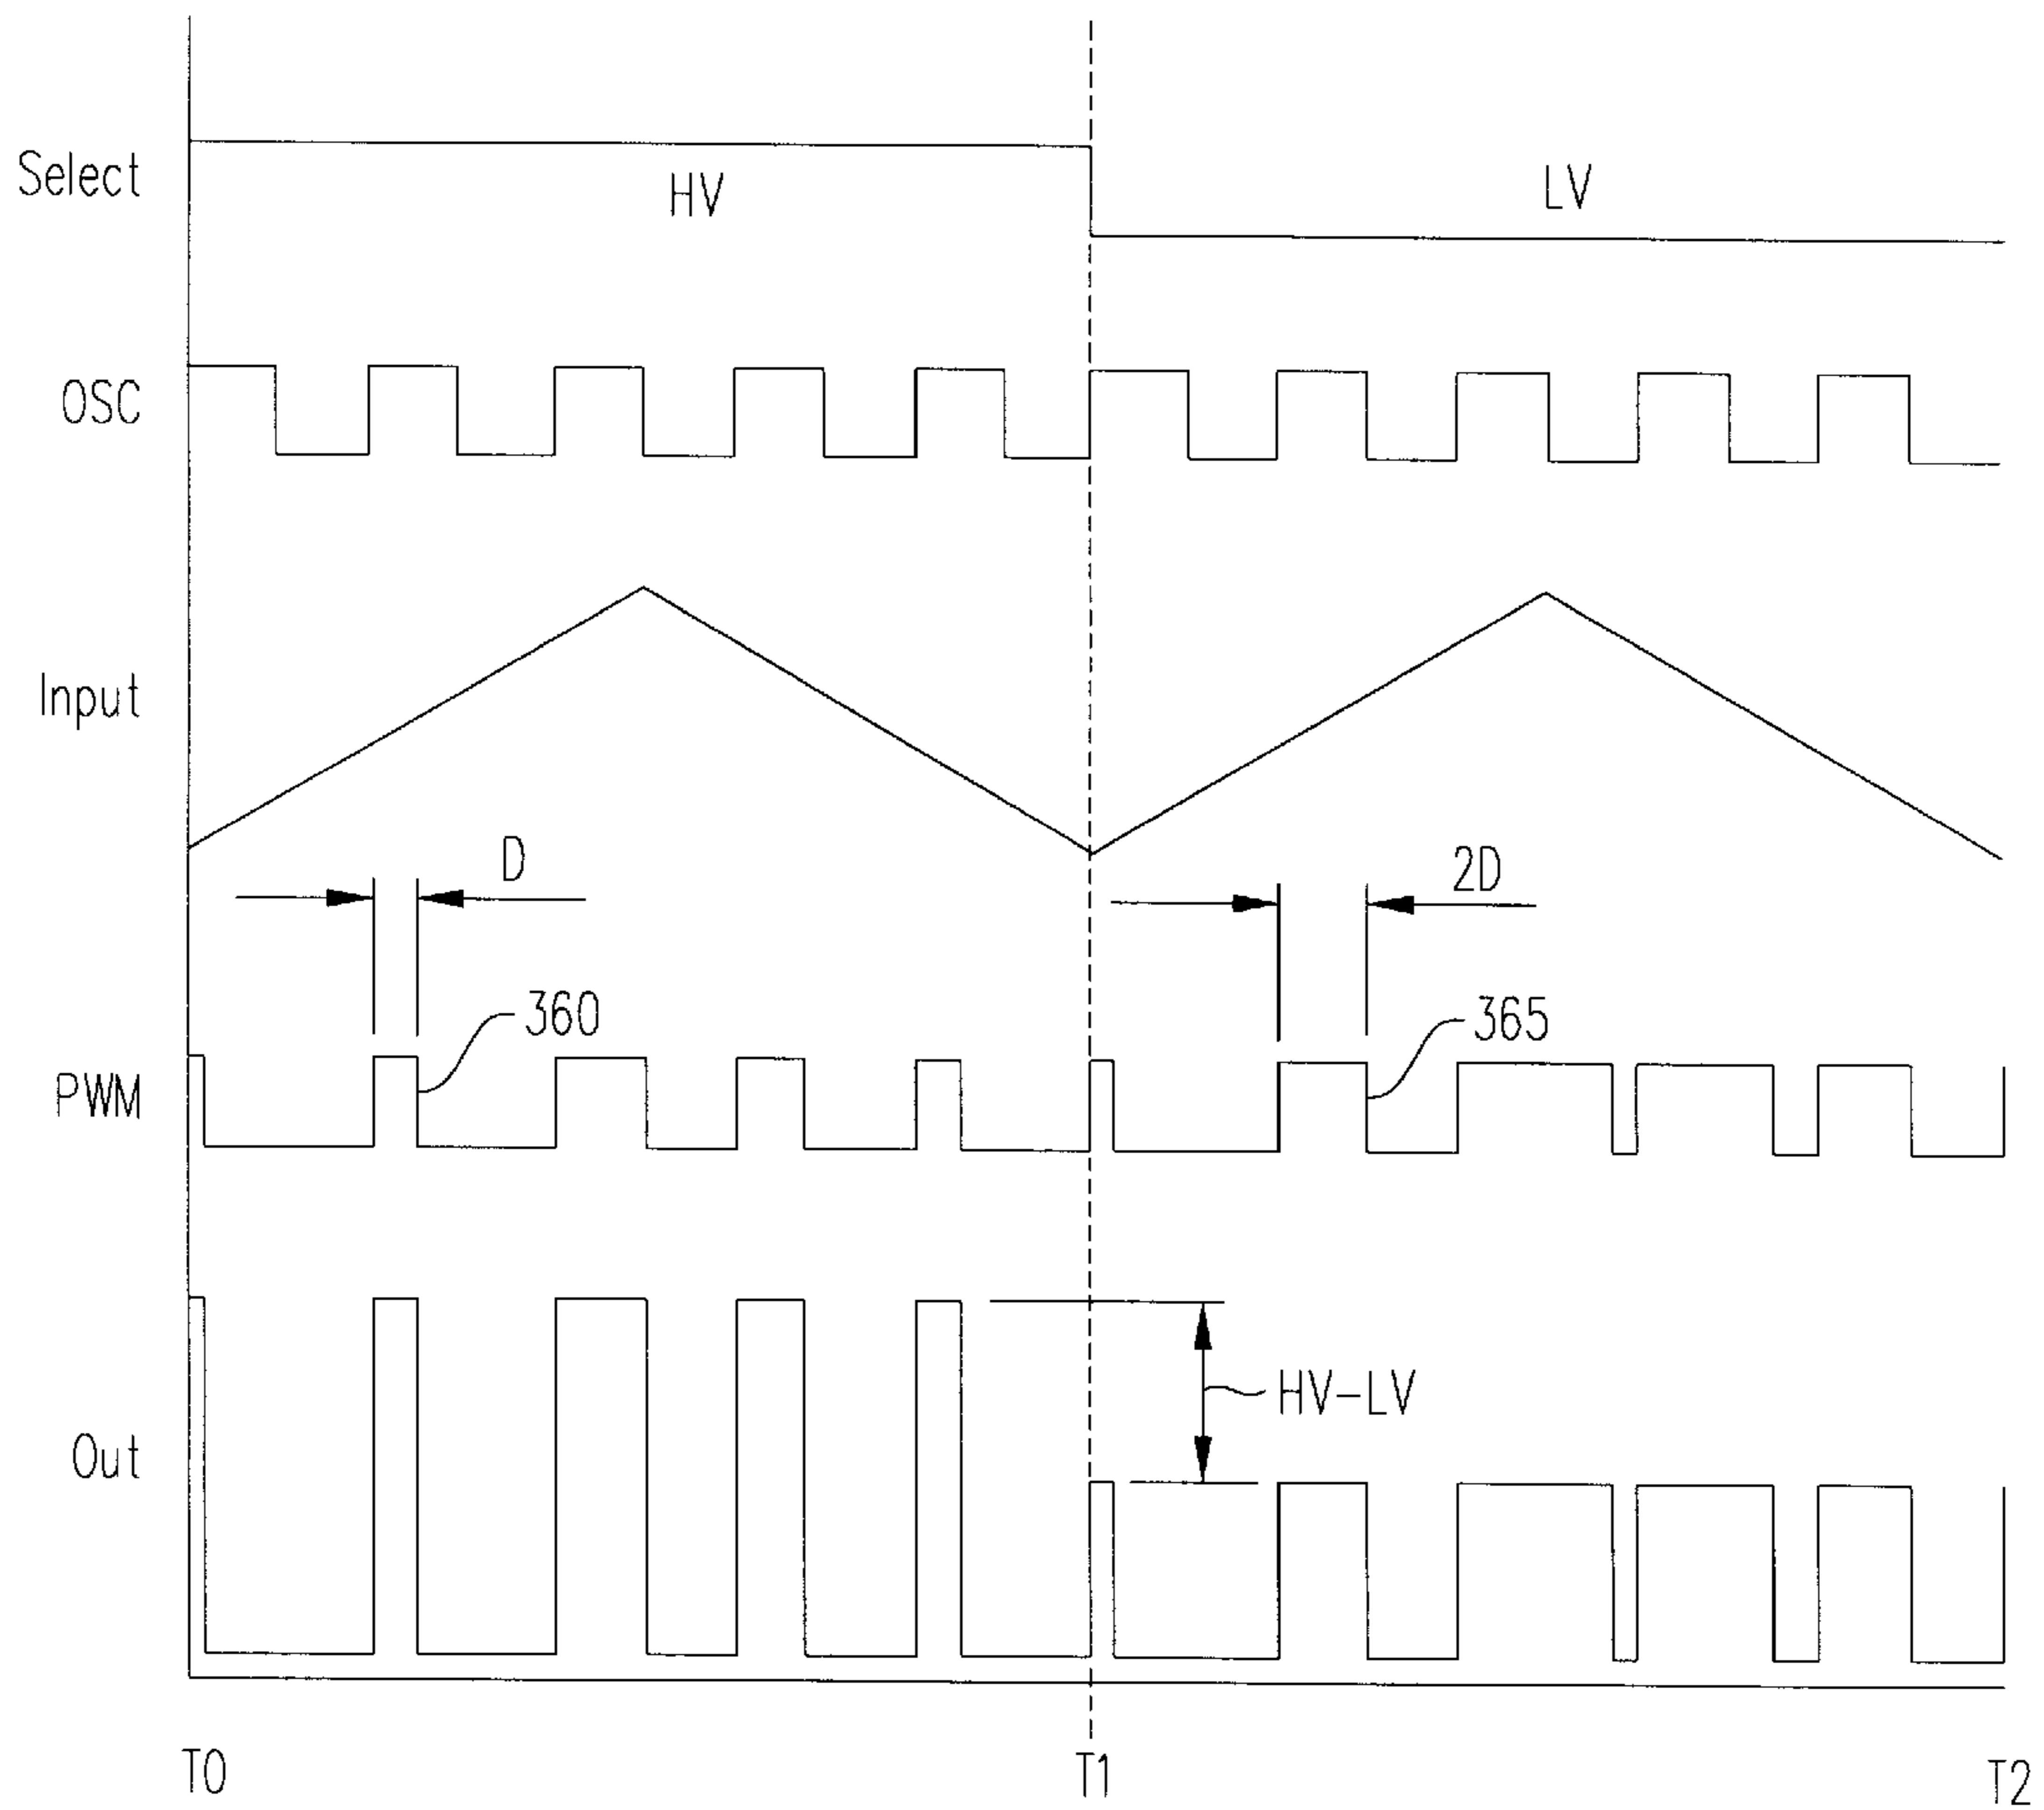 Select
HV
LV
OSC
Input
D
2D
360
365
PWM
HV-LV
Out
T0
T1
T2